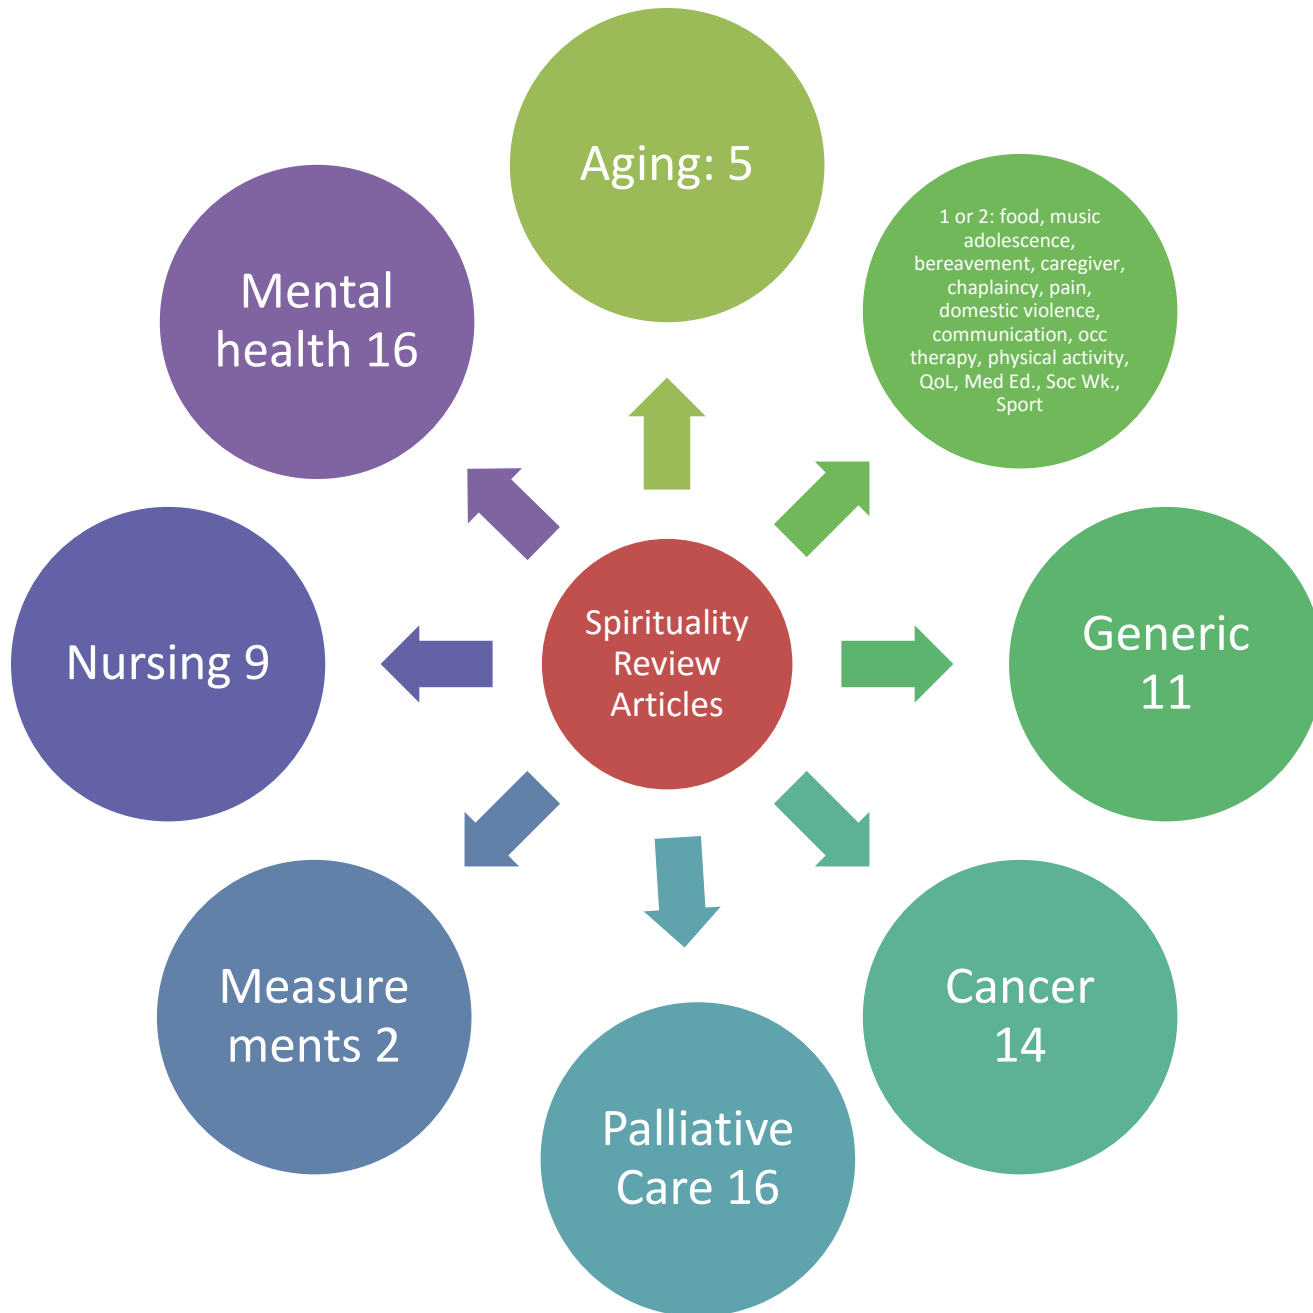 Aging: 5
1 or 2: food, music
adolescence,
bereavement, caregiver,
chaplaincy, pain,
domestic violence,
communication, occ
therapy, physical activity,
QoL, Med Ed., Soc Wk.,
Sport
Generic
11
Cancer
14
Palliative
Care 16
Measure
ments 2
Nursing 9
Mental
health 16
Spirituality
Review
Articles